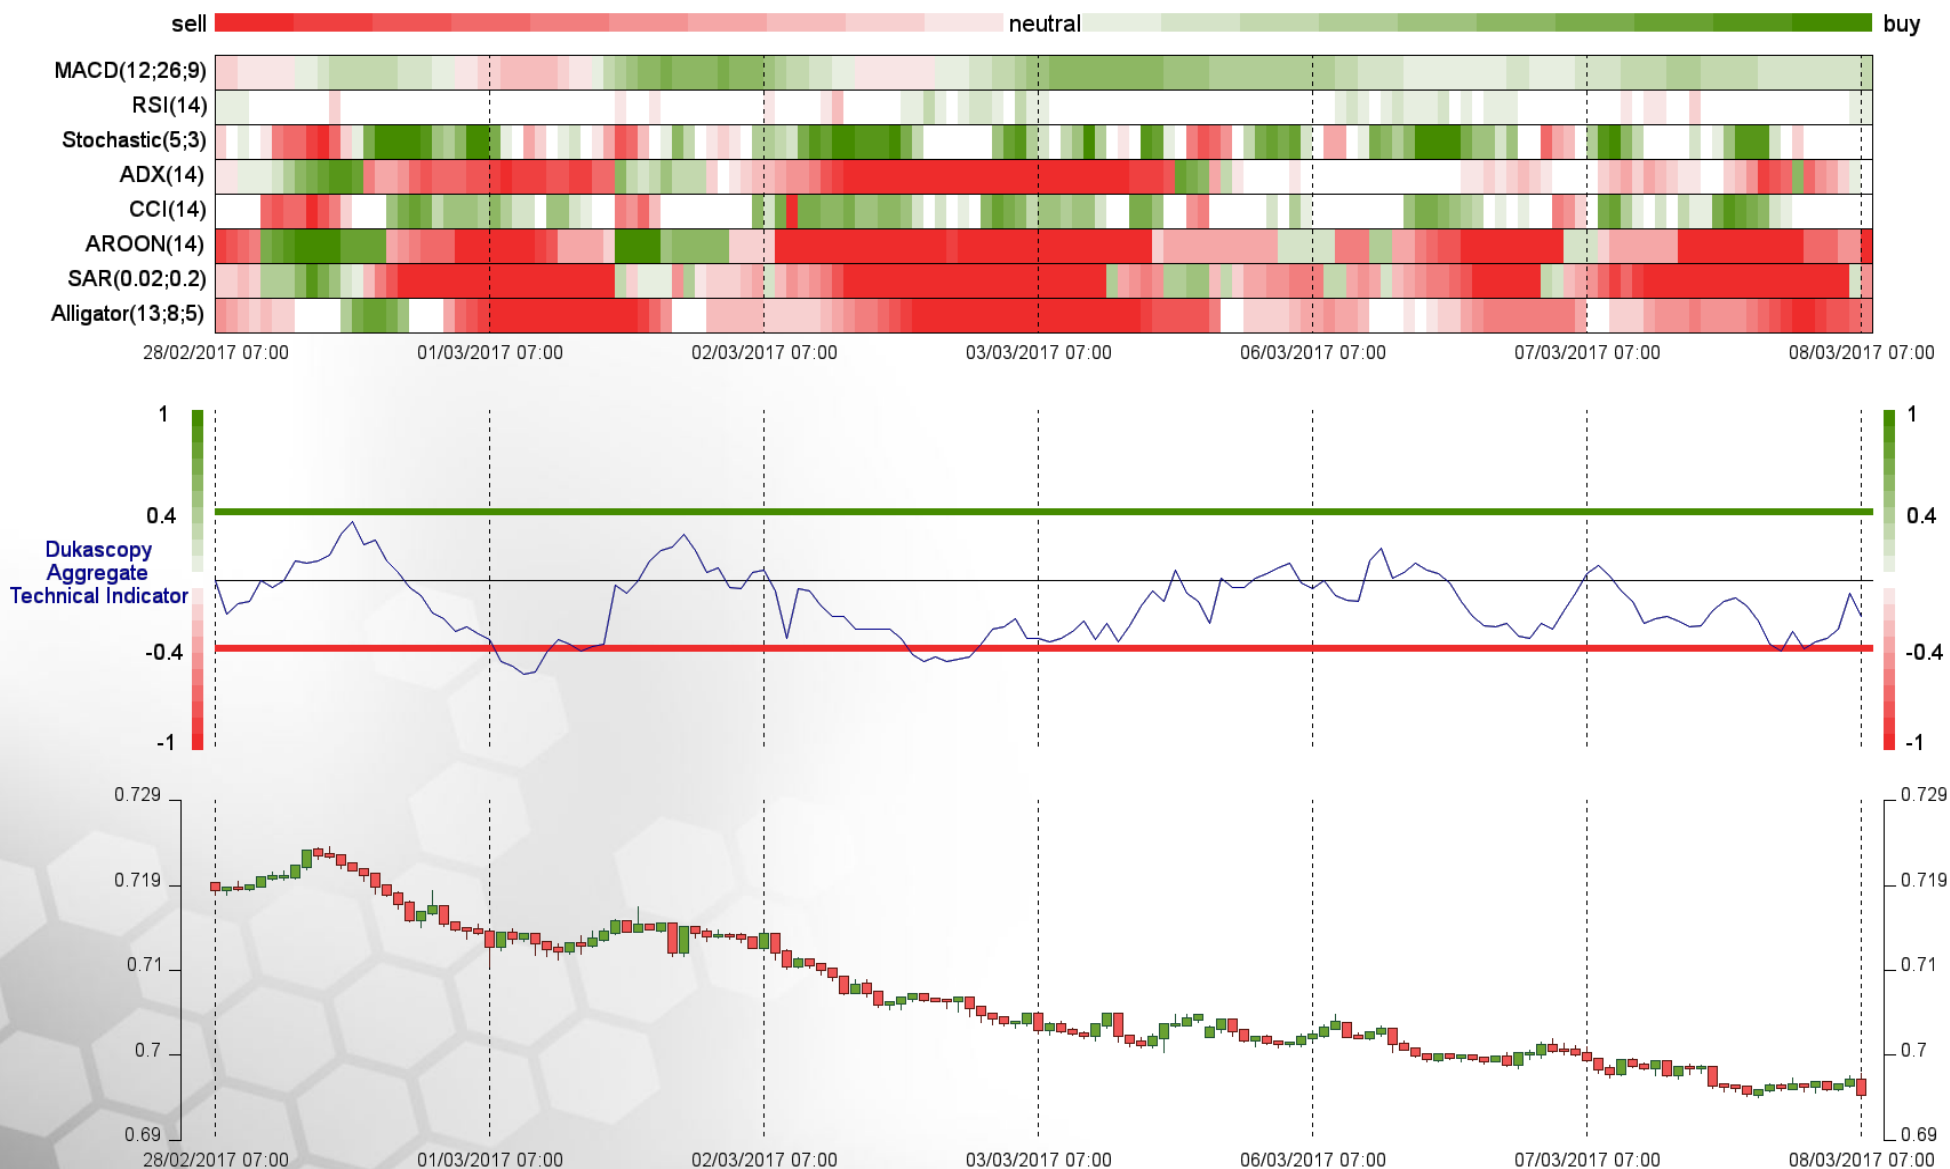 sell neutral buy
MACD(12;26;9)
RSI(14)
Stochastic(5;3)
ADX(14)
CCI(14)
AROON(14)
SAR(0.02;0.2)
Alligator(13;8;5)
28/02/2017 07:00 01/03/2017 07:00 02/03/2017 07:00 03/03/2017 07:00 06/03/2017 07:00 07/03/2017 07:00 08/03/2017 07:00
1 1
0.4 0.4
Dukascopy
Aggregate
Technical Indicator
-0.4 -0.4
-1 -1
0.729 0.729
0.719 0.719
0.71 0.71
0.7 0.7
0.69 0.69
28/02/2017 07:00 01/03/2017 07:00 02/03/2017 07:00 03/03/2017 07:00 06/03/2017 07:00 07/03/2017 07:00 08/03/2017 07:00